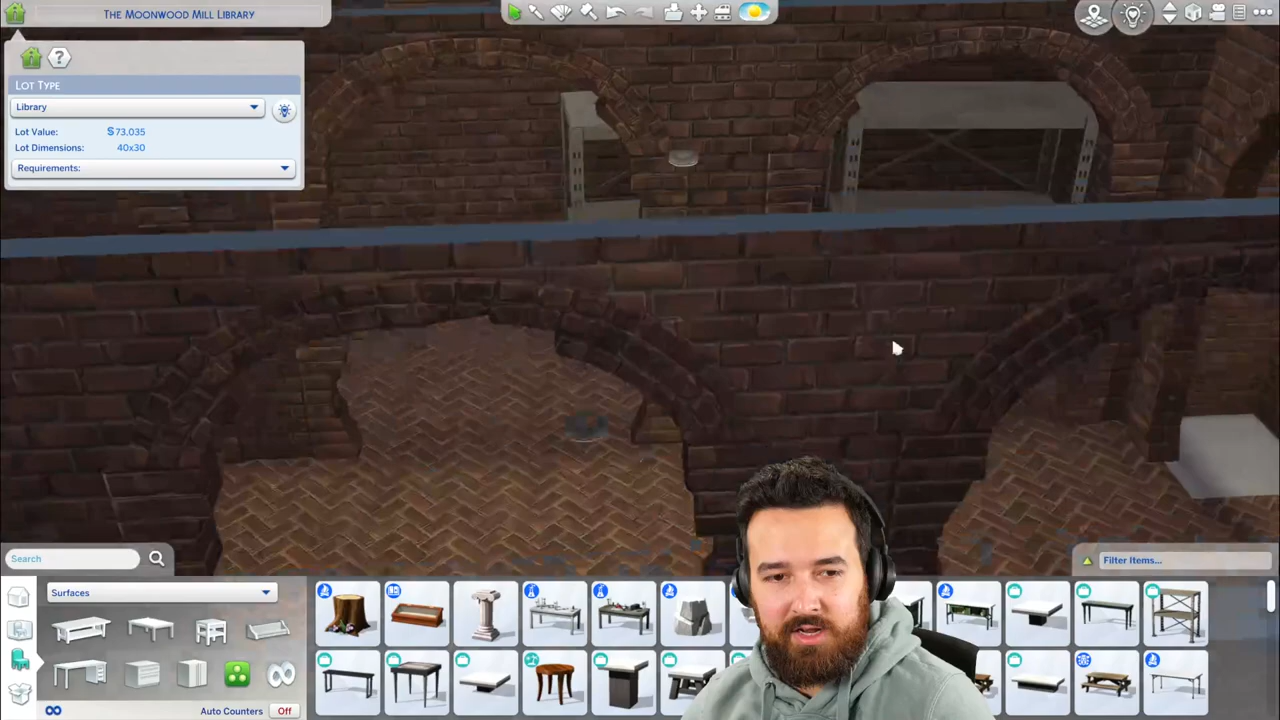 THE MOONWOOD MILL LIBRARY
LOT TYPE
Library
Lot Value: $73,035
Lot Dimensions: 40x30
Requirements:
Search
Filter Items...
Surfaces
Auto Counters Off